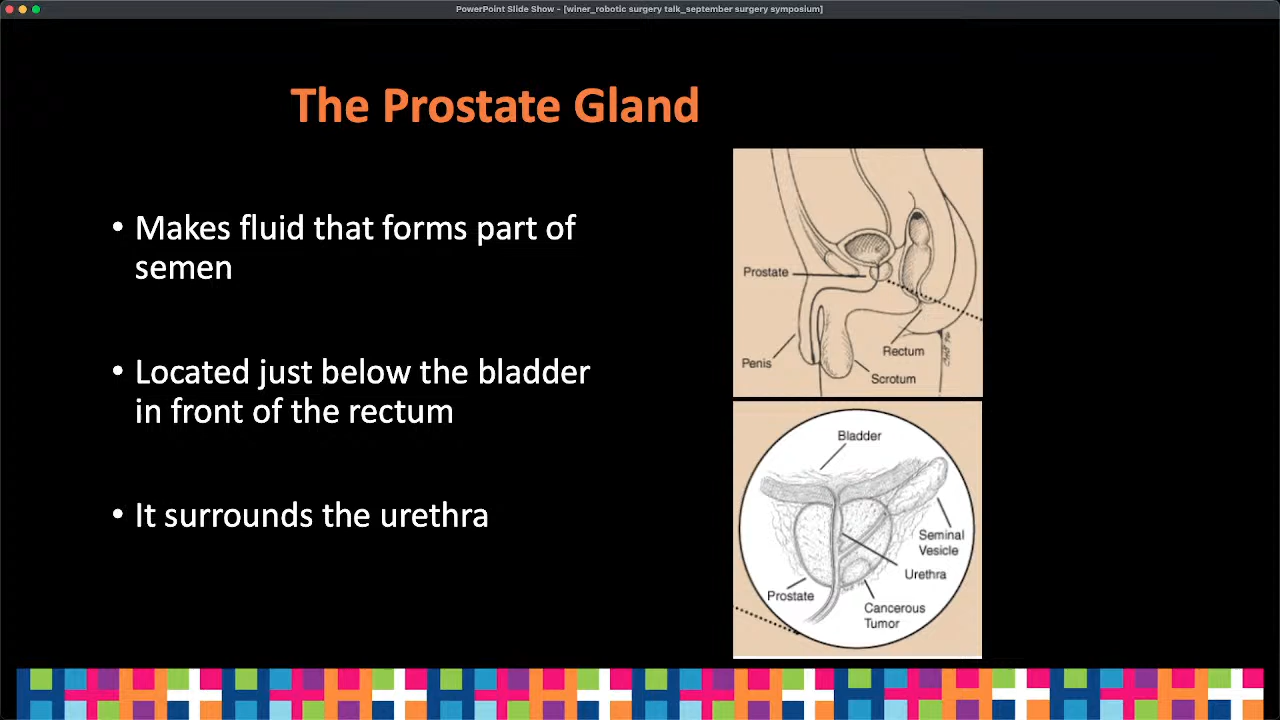 PowerPoint Slide Show - [winer_robotic surgery talk_september surgery symposium]
The Prostate Gland
• Makes fluid that forms part of
semen
• Located just below the bladder
in front of the rectum
• It surrounds the urethra
Prostate
Penis
Rectum
Scrotum
Bladder
Seminal
Vesicle
Urethra
Prostate
Cancerous
Tumor